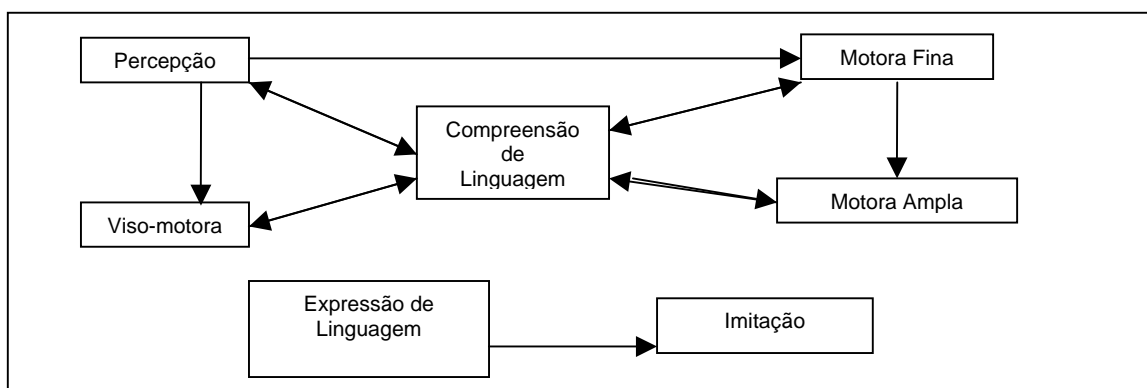 Percepção
Motora Fina
Compreensão
de
Linguagem
Viso-motora
Motora Ampla
Expressão de
Linguagem
Imitação